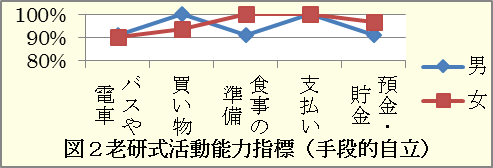 100%
90%
80%
バスや
電車
買い物
食事の
準備
支払い
預金・
貯金
男
女
図２老研式活動能力指標（手段的自立）